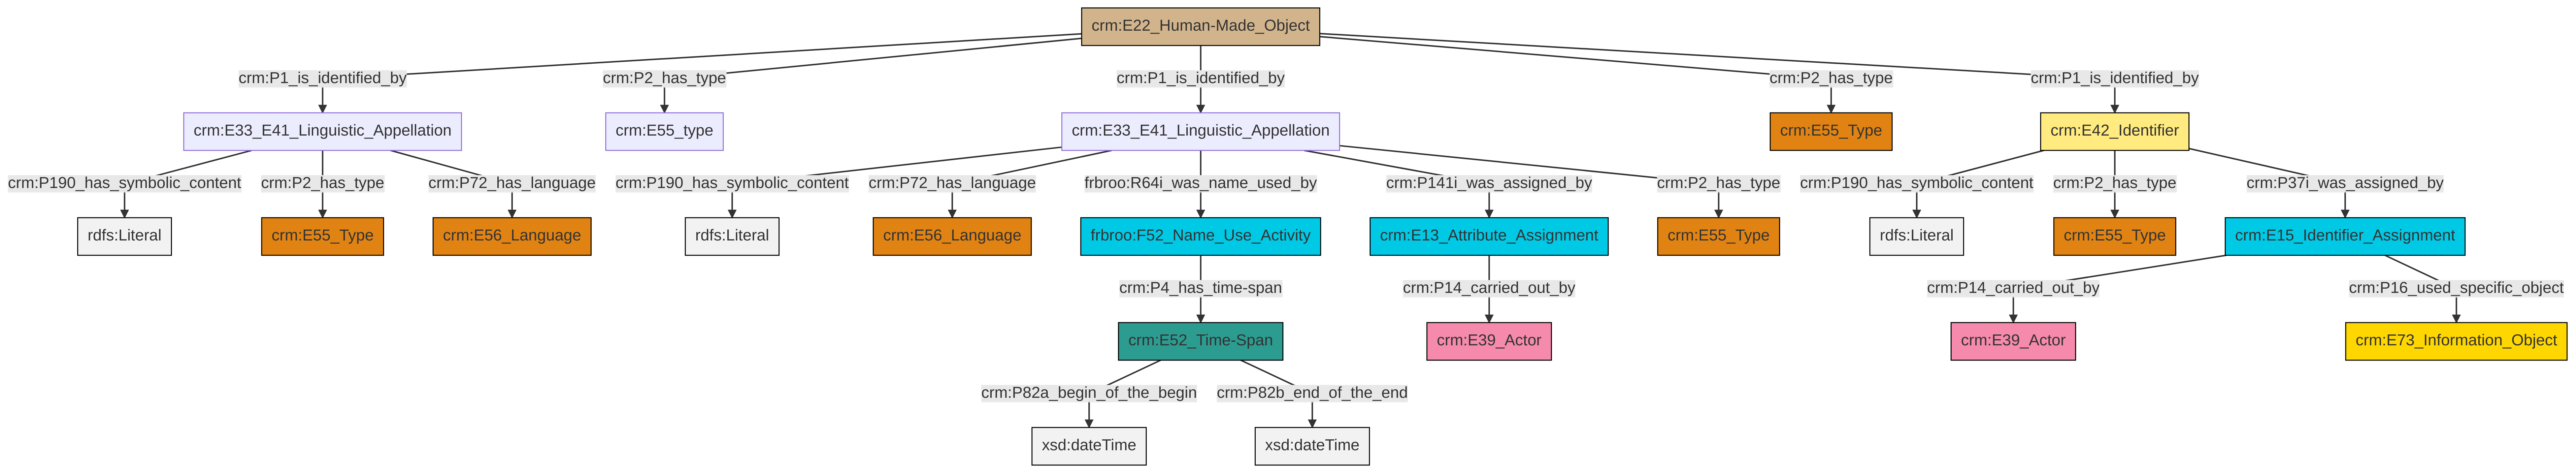 crm:E22_Human-Made_Object
crm:P1_is_identified_by
crm:P2_has_type
crm:P1_is_identified_by
crm:P2_has_type
crm:P1_is_identified_by
crm:E33_E41_Linguistic_Appellation
crm:E55_type
crm:E33_E41_Linguistic_Appellation
crm:E55_Type
crm:E42_Identifier
crm:P190_has_symbolic_content
crm:P2_has_type
crm:P72_has_language
crm:P190_has_symbolic_content
crm:P72_has_language
frbroo:R64i_was_name_used_by
crm:P141i_was_assigned_by
crm:P2_has_type
crm:P190_has_symbolic_content
crm:P2_has_type
crm:P37i_was_assigned_by
rdfs:Literal
crm:E55_Type
crm:E56_Language
rdfs:Literal
crm:E56_Language
frbroo:F52_Name_Use_Activity
crm:E13_Attribute_Assignment
crm:E55_Type
rdfs:Literal
crm:E55_Type
crm:E15_Identifier_Assignment
crm:P4_has_time-span
crm:P14_carried_out_by
crm:P14_carried_out_by
crm:P16_used_specific_object
crm:E52_Time-Span
crm:E39_Actor
crm:E39_Actor
crm:E73_Information_Object
crm:P82a_begin_of_the_begin
crm:P82b_end_of_the_end
xsd:dateTime
xsd:dateTime